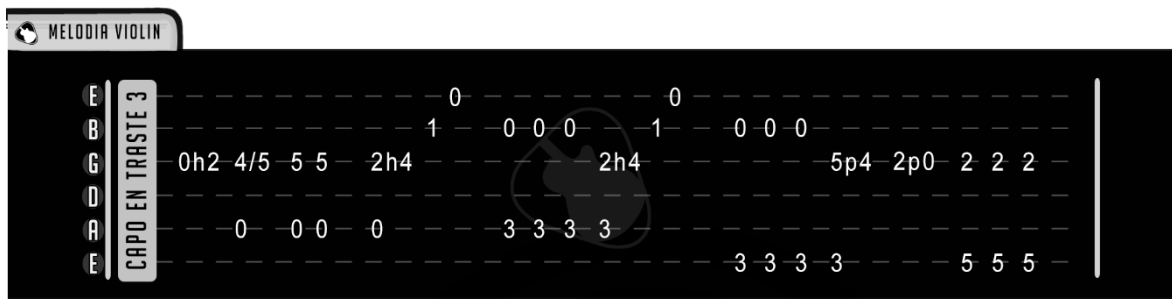 MELODIA VIOLIN
CAPO EN TRASTE 3
E 0 0
B 1 0 0 0 1 0 0 0
G 0h2 4/5 5 5 2h4 2h4 5p4 2p0 2 2 2
D
A 0 0 0 0 3 3 3 3
E 3 3 3 3 5 5 5